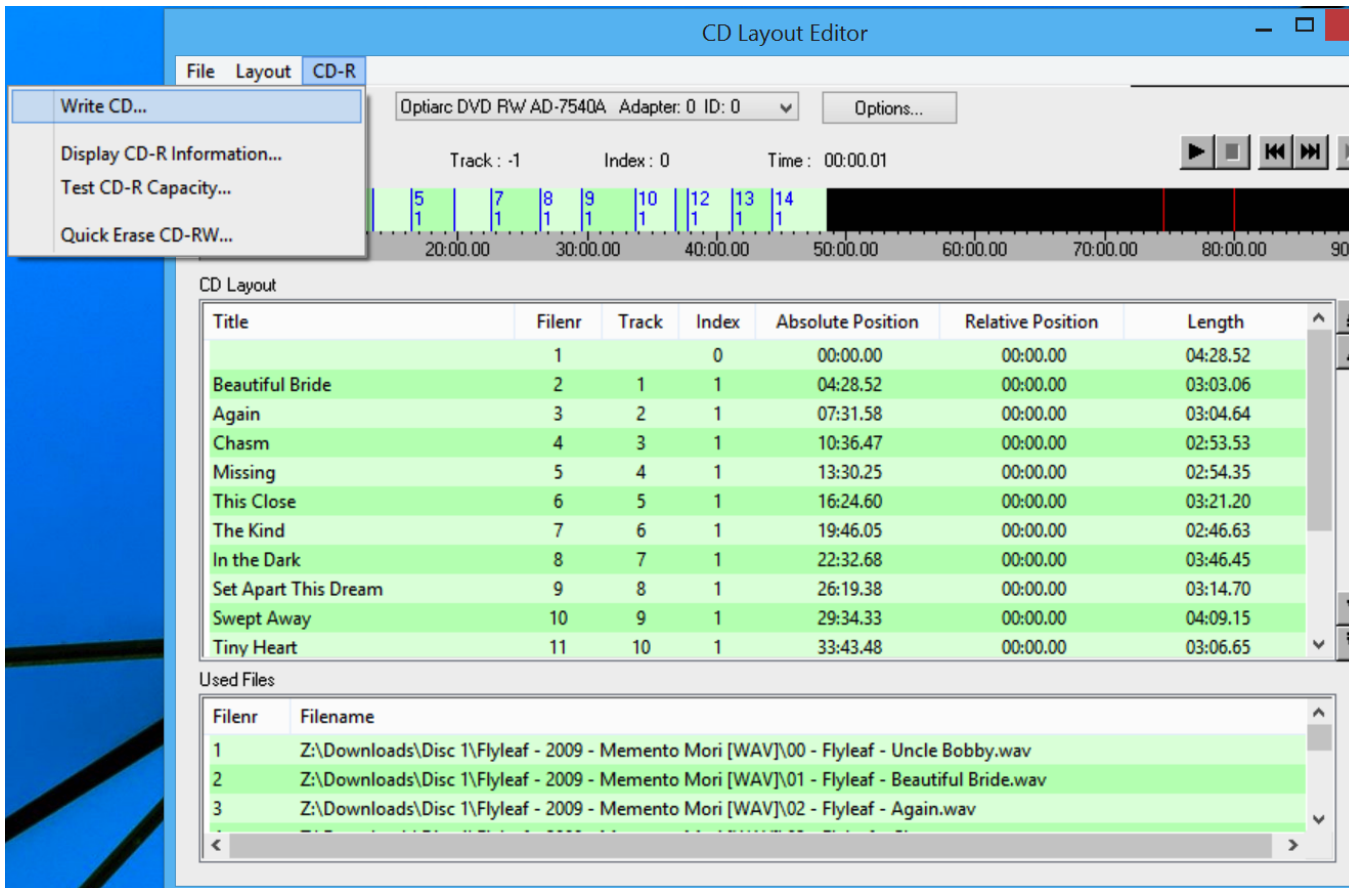 CD Layout Editor
File Layout CD-R
Write CD...
Display CD-R Information...
Test CD-R Capacity...
Quick Erase CD-RW...
Optiarc DVD RW AD-7540A Adapter: 0 ID: 0
Options...
Track : -1 Index : 0 Time : 00:00.01
5 7 8 9 10 12 13 14
1 1 1 1 1 1 1 1
20:00.00 30:00.00 40:00.00 50:00.00 60:00.00 70:00.00 80:00.00 90
CD Layout
Title Filenr Track Index Absolute Position Relative Position Length
1 0 00:00.00 00:00.00 04:28.52
Beautiful Bride 2 1 1 04:28.52 00:00.00 03:03.06
Again 3 2 1 07:31.58 00:00.00 03:04.64
Chasm 4 3 1 10:36.47 00:00.00 02:53.53
Missing 5 4 1 13:30.25 00:00.00 02:54.35
This Close 6 5 1 16:24.60 00:00.00 03:21.20
The Kind 7 6 1 19:46.05 00:00.00 02:46.63
In the Dark 8 7 1 22:32.68 00:00.00 03:46.45
Set Apart This Dream 9 8 1 26:19.38 00:00.00 03:14.70
Swept Away 10 9 1 29:34.33 00:00.00 04:09.15
Tiny Heart 11 10 1 33:43.48 00:00.00 03:06.65
Used Files
Filenr Filename
1 Z:\Downloads\Disc 1\Flyleaf - 2009 - Memento Mori [WAV]\00 - Flyleaf - Uncle Bobby.wav
2 Z:\Downloads\Disc 1\Flyleaf - 2009 - Memento Mori [WAV]\01 - Flyleaf - Beautiful Bride.wav
3 Z:\Downloads\Disc 1\Flyleaf - 2009 - Memento Mori [WAV]\02 - Flyleaf - Again.wav